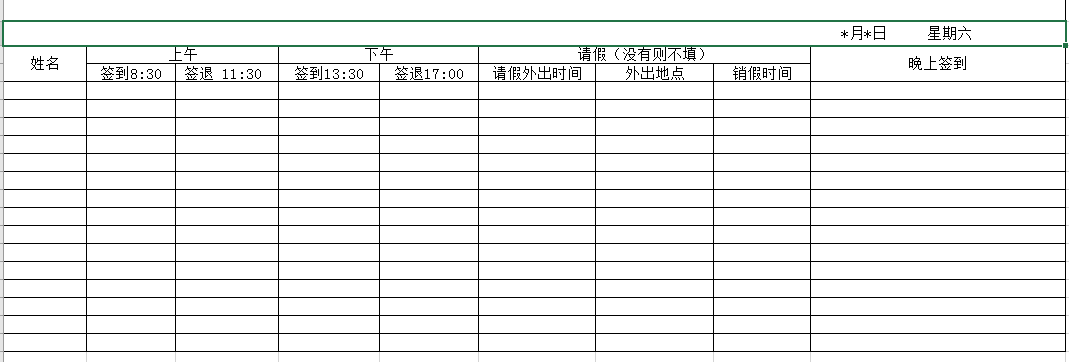 *月*日 星期六
姓名 上午 下午 请假（没有则不填） 晚上签到
签到8:30 签退 11:30 签到13:30 签退17:00 请假外出时间 外出地点 销假时间